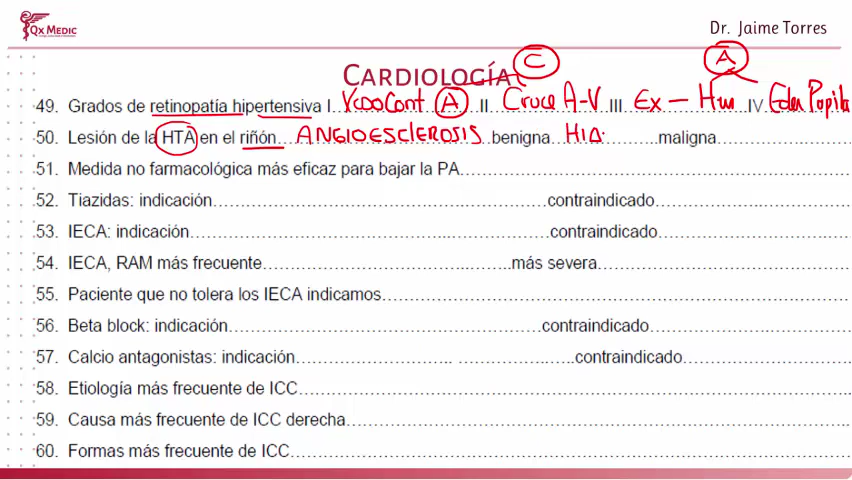 Qx Medic
Dr. Jaime Torres
Cardiología
C A
49. Grados de retinopatía hipertensiva I. VasoCont A II. Cruce A-V III. Ex - Hm IV. Edem Papila
50. Lesión de la HTA en el riñón ANGIOESCLEROSIS benigna HIA maligna
51. Medida no farmacológica más eficaz para bajar la PA
52. Tiazidas: indicación contraindicado
53. IECA: indicación contraindicado
54. IECA, RAM más frecuente más severa
55. Paciente que no tolera los IECA indicamos
56. Beta block: indicación contraindicado
57. Calcio antagonistas: indicación contraindicado
58. Etiología más frecuente de ICC
59. Causa más frecuente de ICC derecha
60. Formas más frecuente de ICC